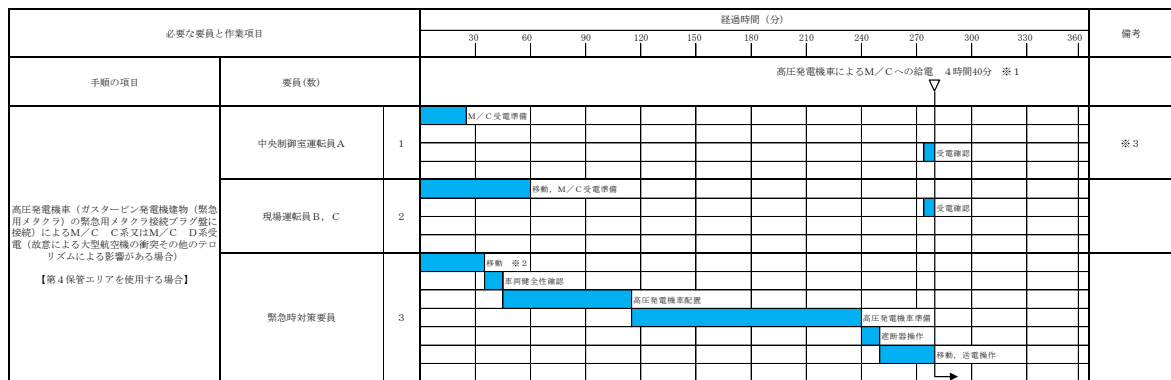 必要な要員と作業項目
経過時間（分）
備考
30 60 90 120 150 180 210 240 270 300 330 360
手順の項目
要員(数)
高圧発電機車によるM／Cへの給電 4時間40分 ※1
高圧発電機車（ガスタービン発電機建物（緊急
用メタクラ）の緊急用メタクラ接続プラグ盤に
接続）によるM／C C系又はM／C D系受
電（故意による大型航空機の衝突その他のテロ
リズムによる影響がある場合）
【第4保管エリアを使用する場合】
中央制御室運転員A
1
M／C受電準備
受電確認
※3
現場運転員B，C
2
移動，M／C受電準備
受電確認
緊急時対策要員
3
移動 ※2
車両健全性確認
高圧発電機車配置
高圧発電機車準備
遮断器操作
移動，送電操作